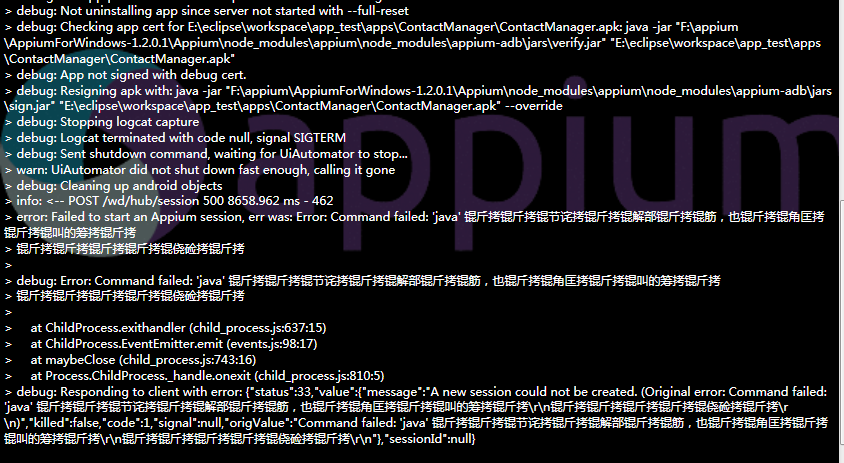 > debug: Not uninstalling app since server not started with --full-reset
> debug: Checking app cert for E:\eclipse\workspace\app_test\apps\ContactManager\ContactManager.apk: java -jar "F:\appium
\AppiumForWindows-1.2.0.1\Appium\node_modules\appium\node_modules\appium-adb\jars\verify.jar" "E:\eclipse\workspace\app_test\apps
\ContactManager\ContactManager.apk"
> debug: App not signed with debug cert.
> debug: Resigning apk with: java -jar "F:\appium\AppiumForWindows-1.2.0.1\Appium\node_modules\appium\node_modules\appium-adb\jars
\sign.jar" "E:\eclipse\workspace\app_test\apps\ContactManager\ContactManager.apk" --override
> debug: Stopping logcat capture
> debug: Logcat terminated with code null, signal SIGTERM
> debug: Sent shutdown command, waiting for UiAutomator to stop...
> warn: UiAutomator did not shut down fast enough, calling it gone
> debug: Cleaning up android objects
> info: <-- POST /wd/hub/session 500 8658.962 ms - 462
> error: Failed to start an Appium session, err was: Error: Command failed: 'java' 锟斤拷锟斤拷锟节诧拷锟斤拷锟解部锟斤拷锟筋，也锟斤拷锟角匡拷
锟斤拷锟叫的筹拷锟斤拷
> 锟斤拷锟斤拷锟斤拷锟斤拷锟斤拷锟侥硷拷锟斤拷
>
> debug: Error: Command failed: 'java' 锟斤拷锟斤拷锟节诧拷锟斤拷锟解部锟斤拷锟筋，也锟斤拷锟角匡拷锟斤拷锟叫的筹拷锟斤拷
> 锟斤拷锟斤拷锟斤拷锟斤拷锟斤拷锟侥硷拷锟斤拷
>
> at ChildProcess.exithandler (child_process.js:637:15)
> at ChildProcess.EventEmitter.emit (events.js:98:17)
> at maybeClose (child_process.js:743:16)
> at Process.ChildProcess._handle.onexit (child_process.js:810:5)
> debug: Responding to client with error: {"status":33,"value":{"message":"A new session could not be created. (Original error: Command failed:
'java' 锟斤拷锟斤拷锟节诧拷锟斤拷锟解部锟斤拷锟筋，也锟斤拷锟角匡拷锟斤拷锟叫的筹拷锟斤拷\r\n锟斤拷锟斤拷锟斤拷锟斤拷锟斤拷锟侥硷拷锟斤拷\r
\n)","killed":false,"code":1,"signal":null,"origValue":"Command failed: 'java' 锟斤拷锟斤拷锟节诧拷锟斤拷锟解部锟斤拷锟筋，也锟斤拷锟角匡拷锟斤拷
锟叫的筹拷锟斤拷\r\n锟斤拷锟斤拷锟斤拷锟斤拷锟斤拷锟侥硷拷锟斤拷\r\n"},"sessionId":null}
appium